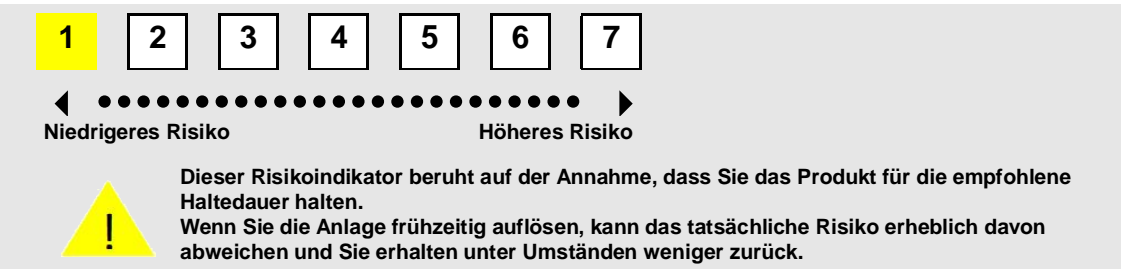 1 2 3 4 5 6 7
Niedrigeres Risiko Höheres Risiko
Dieser Risikoindikator beruht auf der Annahme, dass Sie das Produkt für die empfohlene
Haltedauer halten.
!
Wenn Sie die Anlage frühzeitig auflösen, kann das tatsächliche Risiko erheblich davon
abweichen und Sie erhalten unter Umständen weniger zurück.